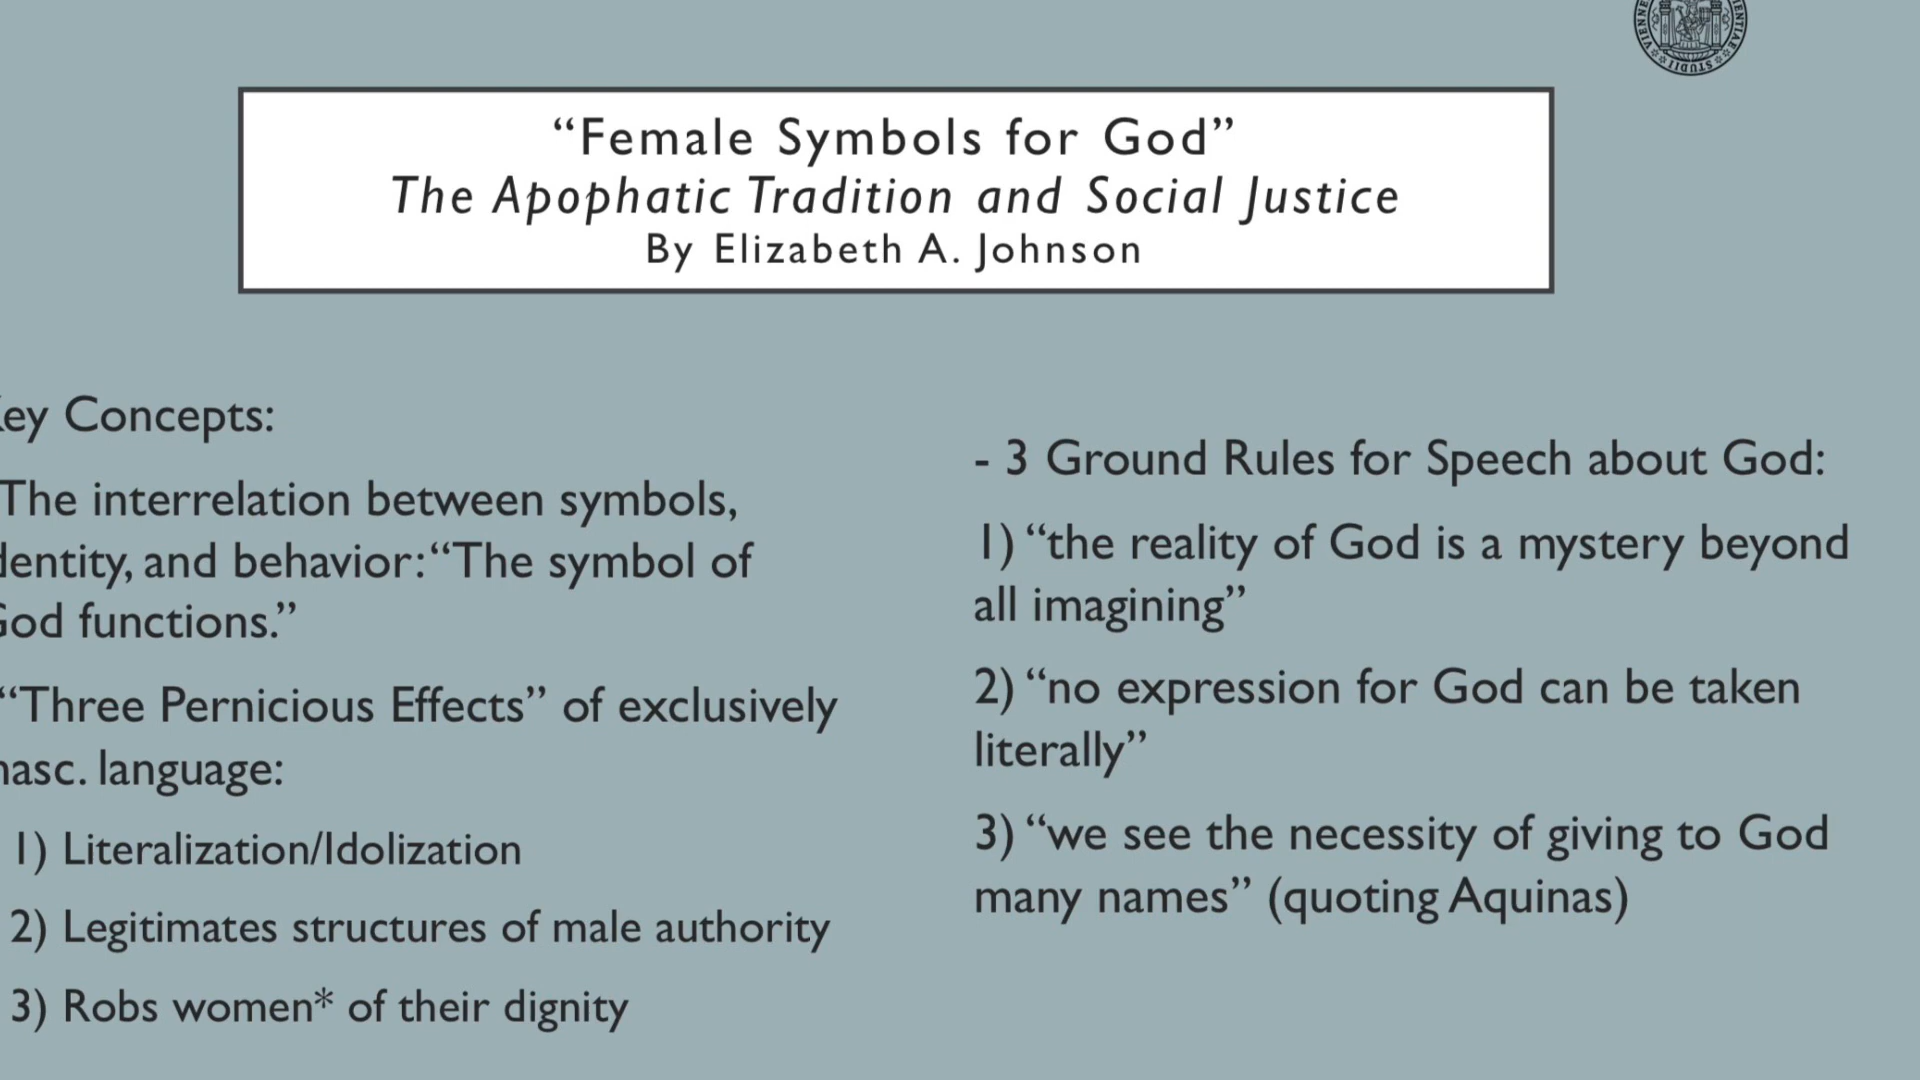 “Female Symbols for God”
The Apophatic Tradition and Social Justice
By Elizabeth A. Johnson
Concepts:
The interrelation between symbols,
and behavior: “The symbol of
functions.”
“Three Pernicious Effects” of exclusively
language:
1) Literalization/Idolization
2) Legitimates structures of male authority
3) Robs women* of their dignity
- 3 Ground Rules for Speech about God:
1) “the reality of God is a mystery beyond
all imagining”
2) “no expression for God can be taken
literally”
3) “we see the necessity of giving to God
many names” (quoting Aquinas)
STUDII